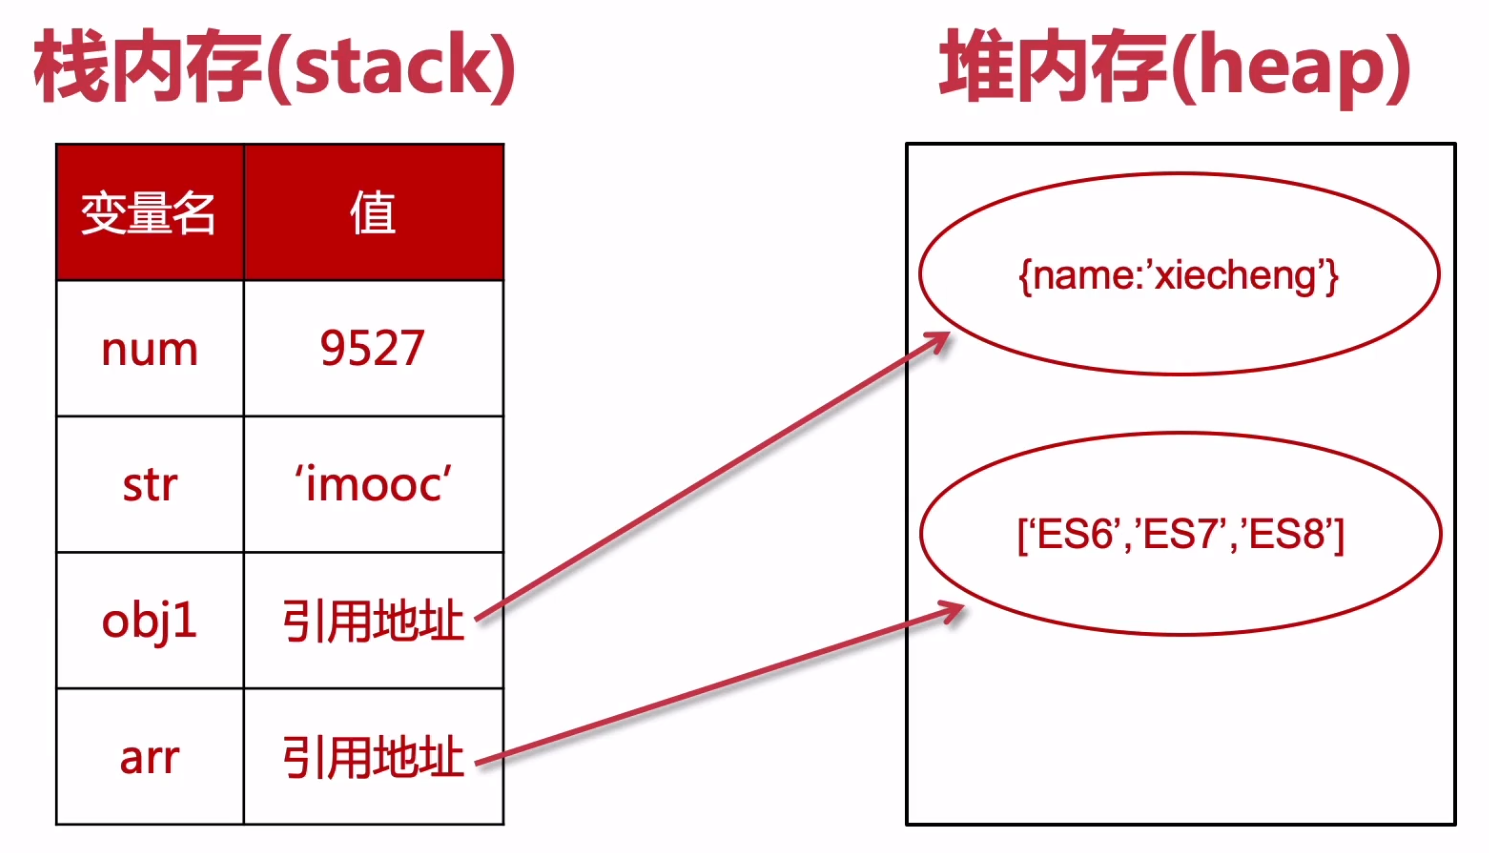 栈内存(stack)
堆内存(heap)
变量名 值
num 9527
str ‘imooc‘
obj1 引用地址
arr 引用地址
{name:’xiecheng’}
[‘ES6’,’ES7’,’ES8’]